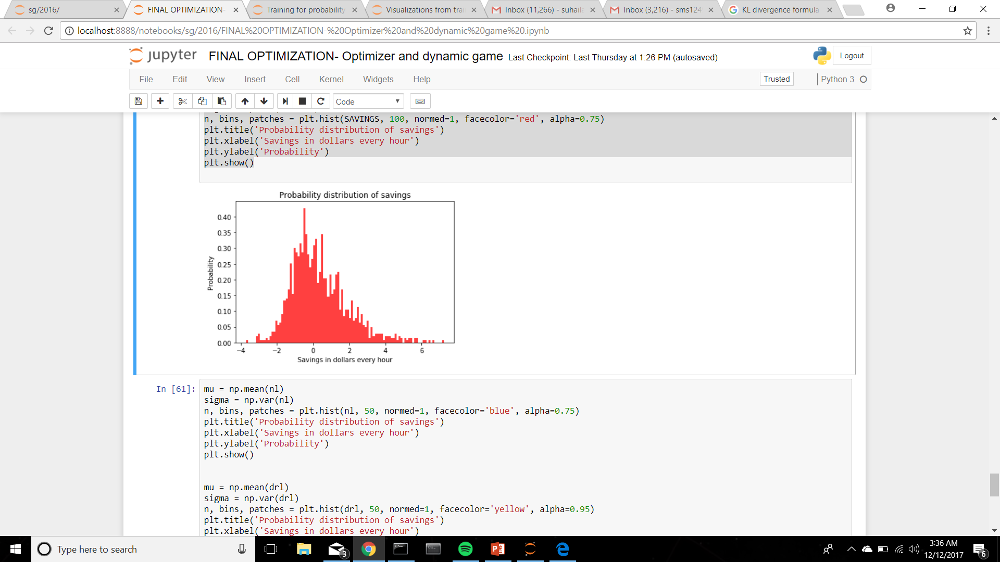 sg/2016/
FINAL OPTIMIZATION-
Training for probability
Visualizations from trai
Inbox (11,266) - suhaila
Inbox (3,216) - sms124
KL divergence formula
localhost:8888/notebooks/sg/2016/FINAL%20OPTIMIZATION-%20Optimizer%20and%20dynamic%20game%20.ipynb
jupyter FINAL OPTIMIZATION- Optimizer and dynamic game Last Checkpoint: Last Thursday at 1:26 PM (autosaved)
Logout
File Edit View Insert Cell Kernel Widgets Help
Trusted
Python 3
Code
n, bins, patches = plt.hist(SAVINGS, 100, normed=1, facecolor='red', alpha=0.75)
plt.title('Probability distribution of savings')
plt.xlabel('Savings in dollars every hour')
plt.ylabel('Probability')
plt.show()
Probability distribution of savings
0.40
0.35
0.30
0.25
0.20
0.15
0.10
0.05
0.00
Probability
−4 −2 0 2 4 6
Savings in dollars every hour
In [61]:
mu = np.mean(nl)
sigma = np.var(nl)
n, bins, patches = plt.hist(nl, 50, normed=1, facecolor='blue', alpha=0.75)
plt.title('Probability distribution of savings')
plt.xlabel('Savings in dollars every hour')
plt.ylabel('Probability')
plt.show()
mu = np.mean(drl)
sigma = np.var(drl)
n, bins, patches = plt.hist(drl, 50, normed=1, facecolor='yellow', alpha=0.95)
plt.title('Probability distribution of savings')
plt.xlabel('Savings in dollars every hour')
Type here to search
3
3:36 AM
12/12/2017
6